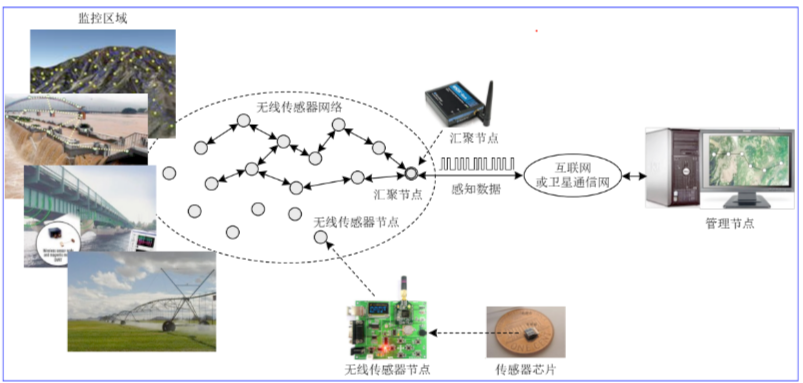 监控区域
无线传感器网络
汇聚节点
汇聚节点
感知数据
互联网
或卫星通信网
管理节点
无线传感器节点
无线传感器节点
传感器芯片